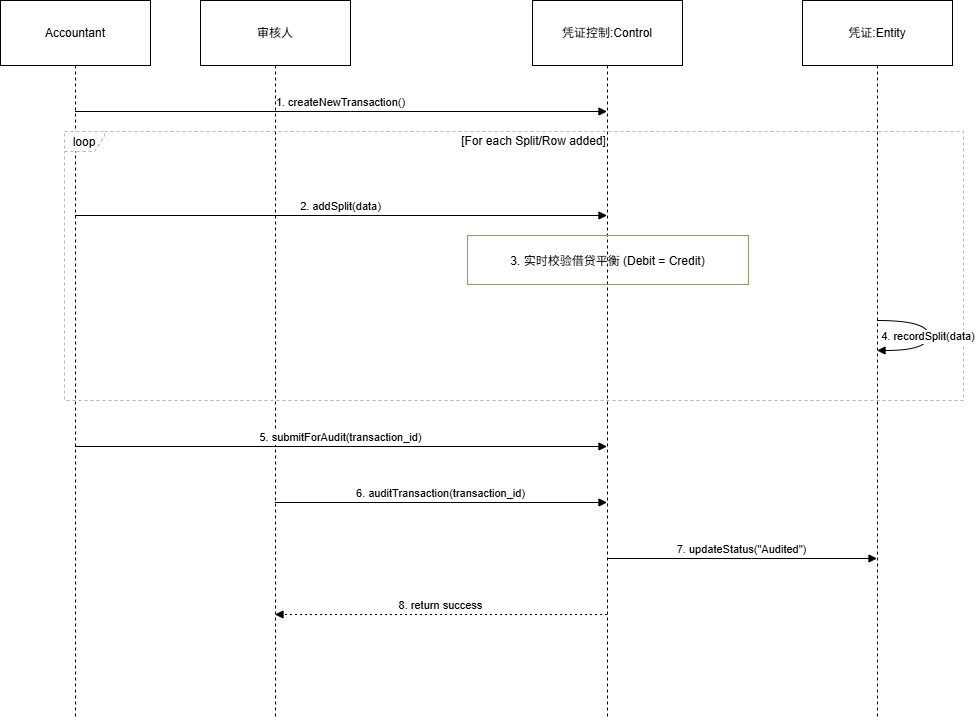 Accountant
审核人
凭证控制:Control
凭证:Entity
1. createNewTransaction()
loop
[For each Split/Row added]
2. addSplit(data)
3. 实时校验借贷平衡 (Debit = Credit)
4. recordSplit(data)
5. submitForAudit(transaction_id)
6. auditTransaction(transaction_id)
7. updateStatus("Audited")
8. return success